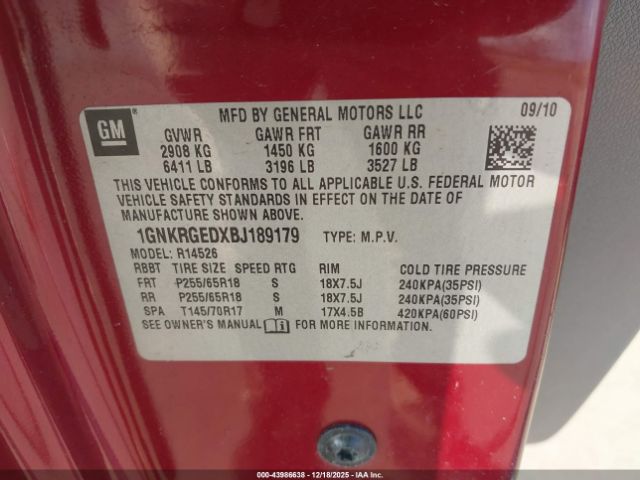 GM
MFD BY GENERAL MOTORS LLC 09/10
GVWR GAWR FRT GAWR RR
2908 KG 1450 KG 1600 KG
6411 LB 3196 LB 3527 LB
THIS VEHICLE CONFORMS TO ALL APPLICABLE U.S. FEDERAL MOTOR
VEHICLE SAFETY STANDARDS IN EFFECT ON THE DATE OF
MANUFACTURE SHOWN ABOVE.
1GNKRGEDXBJ189179 TYPE: M.P.V.
MODEL: R14526
RBBT TIRE SIZE SPEED RTG RIM COLD TIRE PRESSURE
FRT P255/65R18 S 18X7.5J 240KPA(35PSI)
RR P255/65R18 S 18X7.5J 240KPA(35PSI)
SPA T145/70R17 M 17X4.5B 420KPA(60PSI)
SEE OWNER'S MANUAL FOR MORE INFORMATION.
000-43986638 - 12/18/2025 - IAA